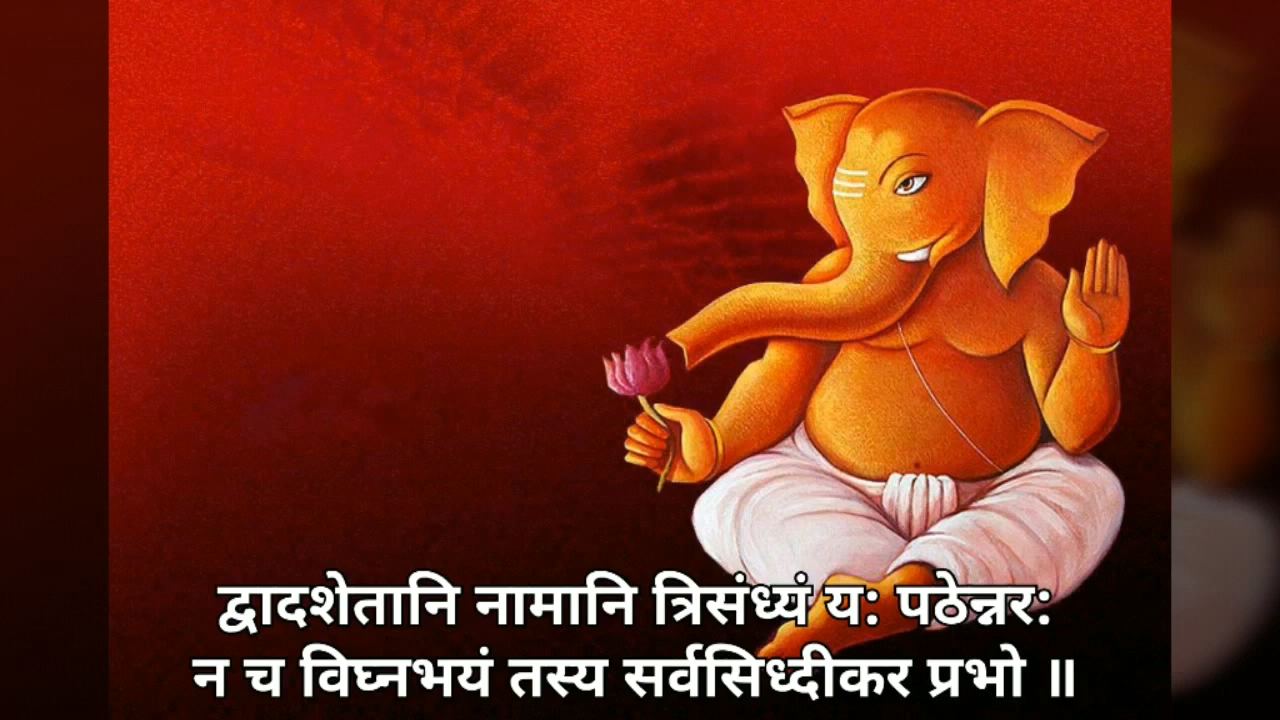 द्वादशेतानि नामानि त्रिसंध्यं यः पठेन्नरः
न च विघ्नभयं तस्य सर्वसिध्दीकर प्रभो ॥